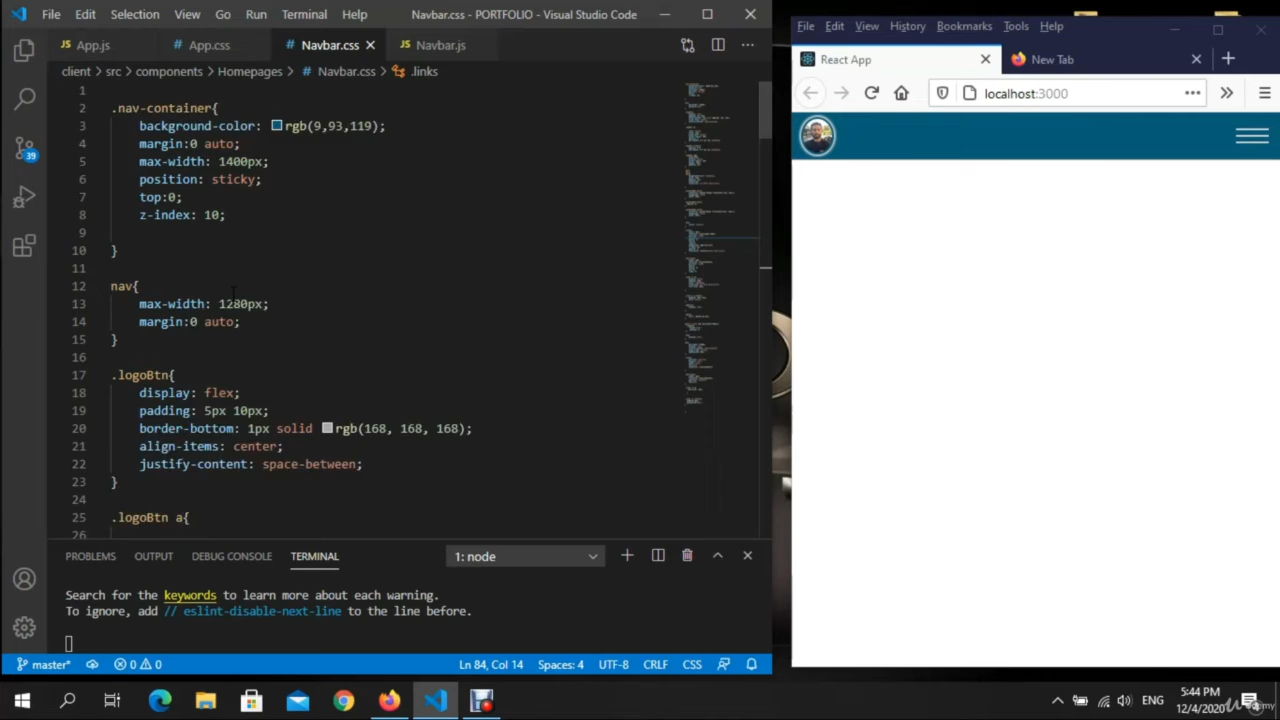 File Edit Selection View Go Run Terminal Help Navbar.css - PORTFOLIO - Visual Studio Code
App.js App.css Navbar.css Navbar.js
client src components Homepages Navbar.css .links
1
2 .nav-container{
3 background-color: rgb(9,93,119);
4 margin:0 auto;
5 max-width: 1400px;
6 position: sticky;
7 top:0;
8 z-index: 10;
9
10 }
11
12 nav{
13 max-width: 1280px;
14 margin:0 auto;
15 }
16
17 .logoBtn{
18 display: flex;
19 padding: 5px 10px;
20 border-bottom: 1px solid rgb(168, 168, 168);
21 align-items: center;
22 justify-content: space-between;
23 }
24
25 .logoBtn a{
26
39
PROBLEMS OUTPUT DEBUG CONSOLE TERMINAL 1: node
Search for the keywords to learn more about each warning.
To ignore, add // eslint-disable-next-line to the line before.
master* 0 0 Ln 84, Col 14 Spaces: 4 UTF-8 CRLF CSS
File Edit View History Bookmarks Tools Help
React App New Tab
localhost:3000
ENG
5:44 PM
12/4/2020